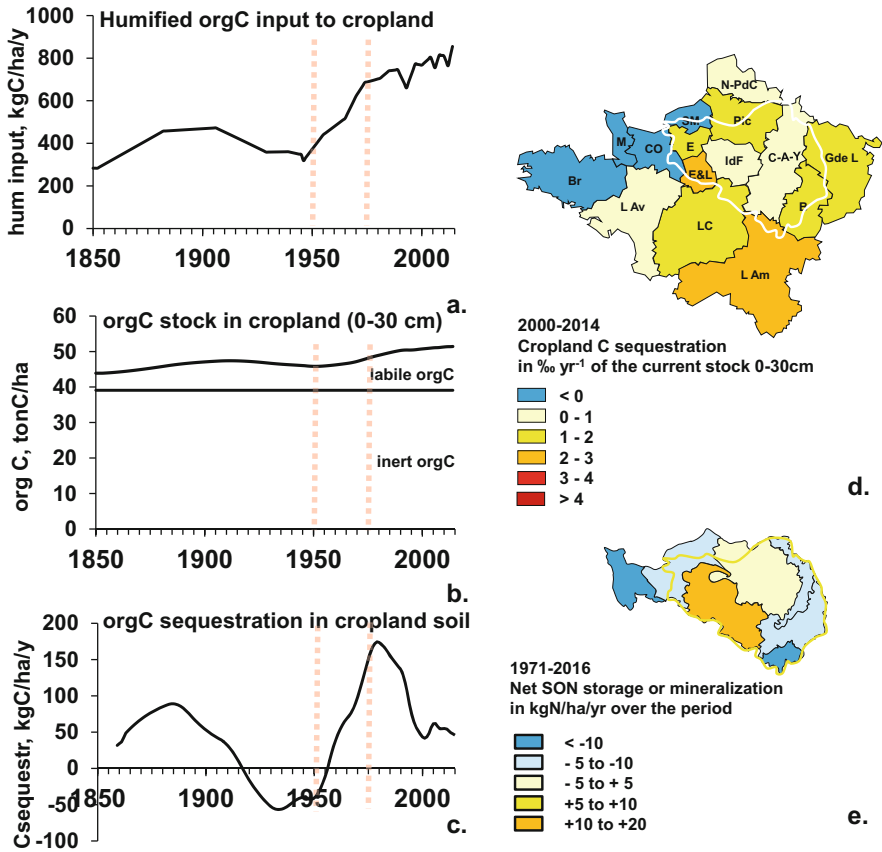 a.
Humified orgC input to cropland
hum input, kgC/ha/y
1000
800
600
400
200
0
1850
1900
1950
2000
a.
orgC stock in cropland (0-30 cm)
org C, tonC/ha
60
50
40
30
20
10
0
labile orgC
inert orgC
1850
1900
1950
2000
b.
orgC sequestration in cropland soil
Csequestr, kgC/ha/y
200
150
100
50
0
-50
-100
1850
1900
1950
2000
c.
N-PdC
SM
Pic
M
CO
E
IdF
C-A-Y
Gde L
Br
E&L
L Av
LC
B
L Am
2000-2014
Cropland C sequestration
in ‰ yr⁻¹ of the current stock 0-30cm
< 0
0 - 1
1 - 2
2 - 3
3 - 4
> 4
d.
1971-2016
Net SON storage or mineralization
in kgN/ha/yr over the period
< -10
- 5 to -10
- 5 to + 5
+5 to +10
+10 to +20
e.